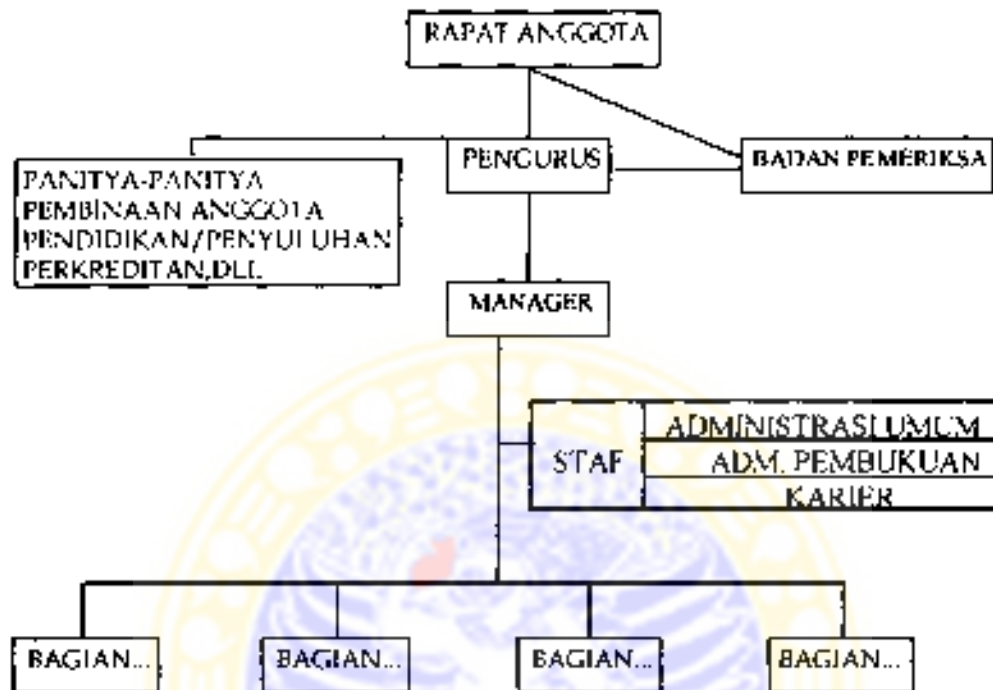 RAPAT ANGGOTA
PENGURUS
BADAN PEMERIKSA
PANITYA-PANITYA
PEMBINAAN ANGGOTA
PENDIDIKAN/PENYULUHAN
PERKREDITAN,DLL.
MANAGER
STAF
ADMINISTRASI UMUM
ADM. PEMBUKUAN
KARIER
BAGIAN...
BAGIAN...
BAGIAN...
BAGIAN...